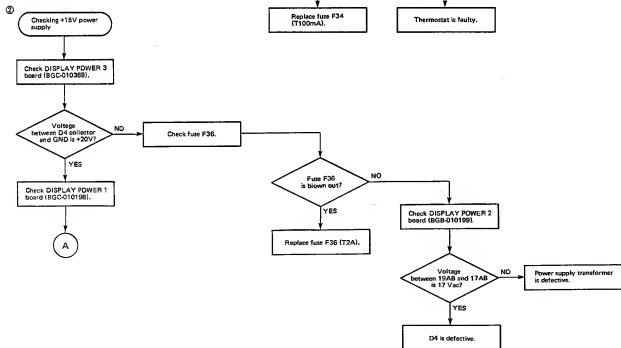 ②
Checking +15V power
supply
Replace fuse F34
(T100mA).
Thermostat is faulty.
Check DISPLAY POWER 3
board (BGC-010369).
Voltage
between D4 collector
and GND is +20V?
NO
Check fuse F36.
YES
Check DISPLAY POWER 1
board (BGC-010198).
Fuse F36
is blown out?
NO
YES
A
Replace fuse F36 (T2A).
Check DISPLAY POWER 2
board (BGB-010199).
Voltage
between 19AB and 17AB
is 17 Vac?
NO
Power supply transformer
is defective.
YES
D4 is defective.